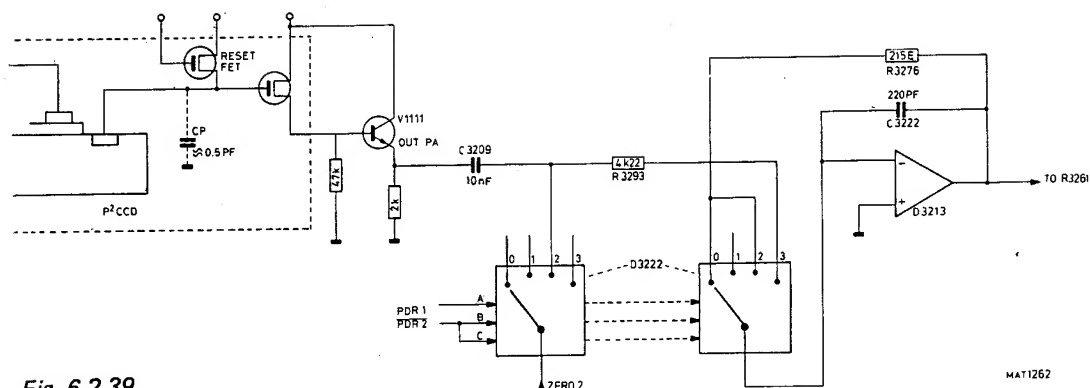 RESET
FET
215E
R3276
220PF
C3222
V1111
OUT PA
CP
≈0.5PF
C3209
10nF
4k22
R3293
-
+
D3213
TO R3261
47k
2k
P²CCD
0 1 2 3
D3222
0 1 2 3
PDR 1
PDR 2
A
B
C
ZERO 2
MAT1262
Fig. 6.2.39